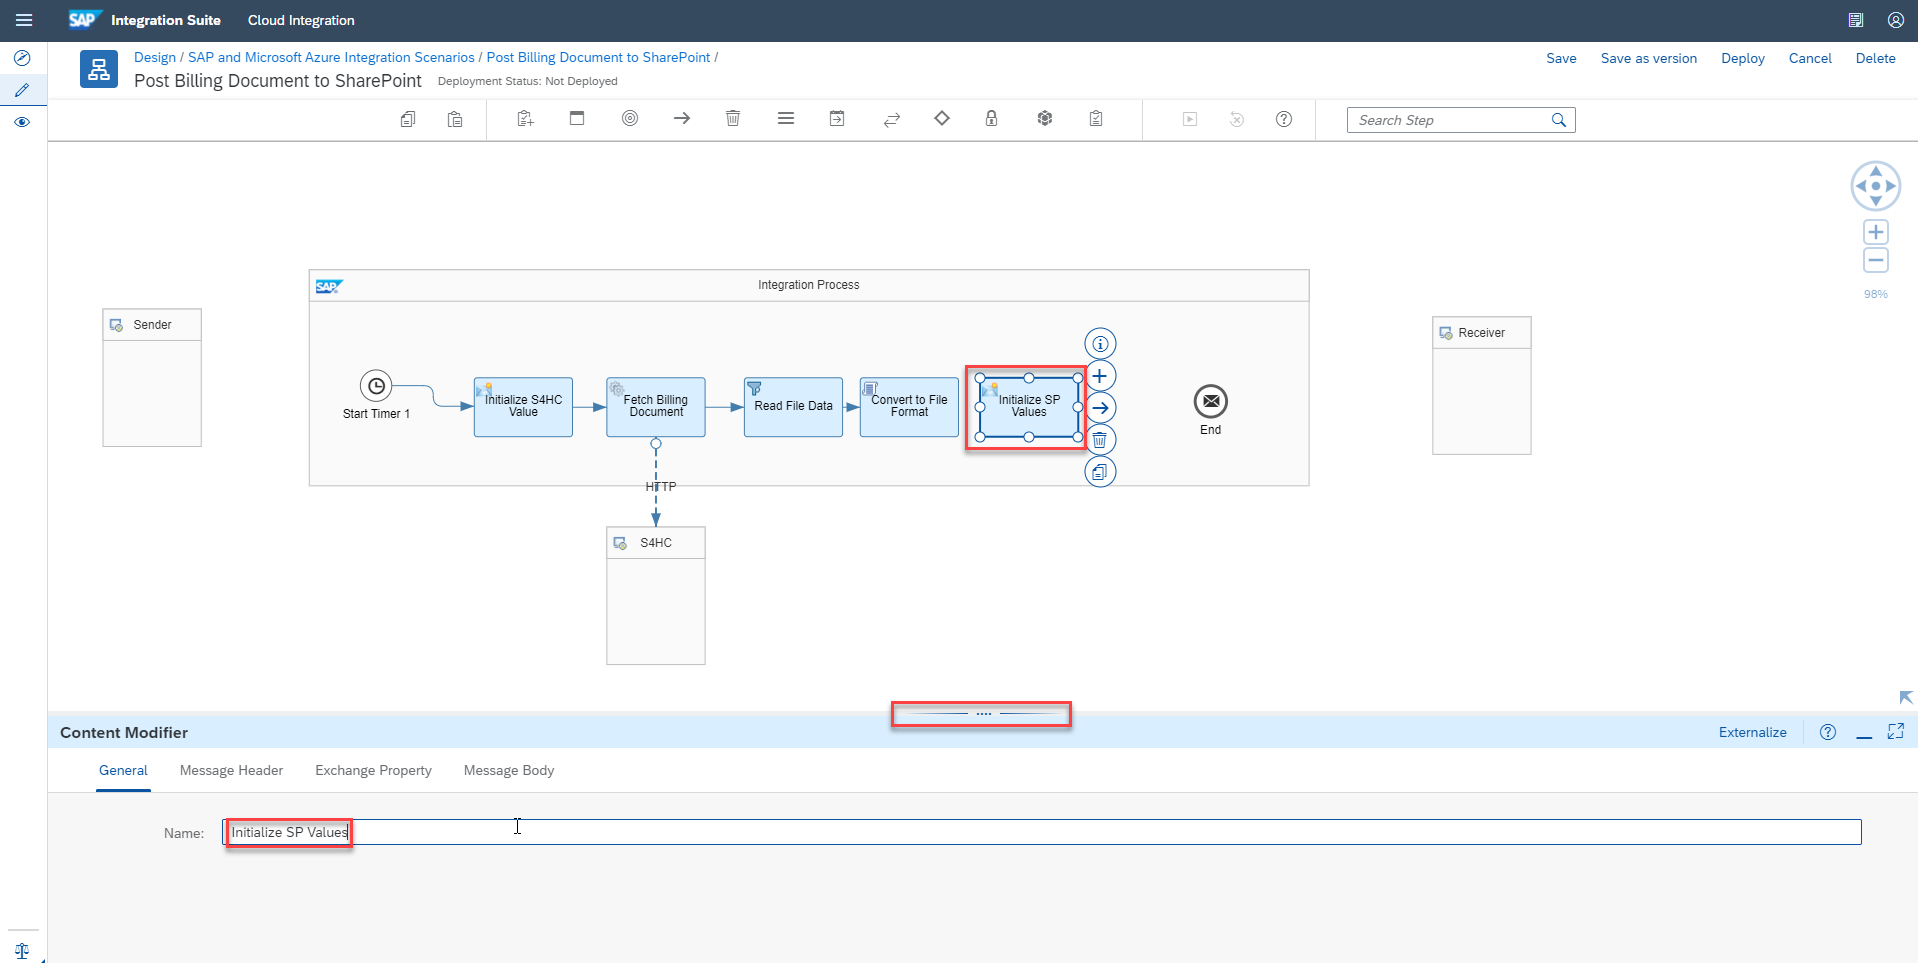 SAP Integration Suite Cloud Integration
Design / SAP and Microsoft Azure Integration Scenarios / Post Billing Document to SharePoint /
Post Billing Document to SharePoint Deployment Status: Not Deployed
Save Save as version Deploy Cancel Delete
Search Step
98%
SAP Integration Process
Sender
Receiver
Start Timer 1
Initialize S4HC
Value
Fetch Billing
Document
Read File Data
Convert to File
Format
Initialize SP
Values
End
HTTP
S4HC
Content Modifier
Externalize
General Message Header Exchange Property Message Body
Name: Initialize SP Values